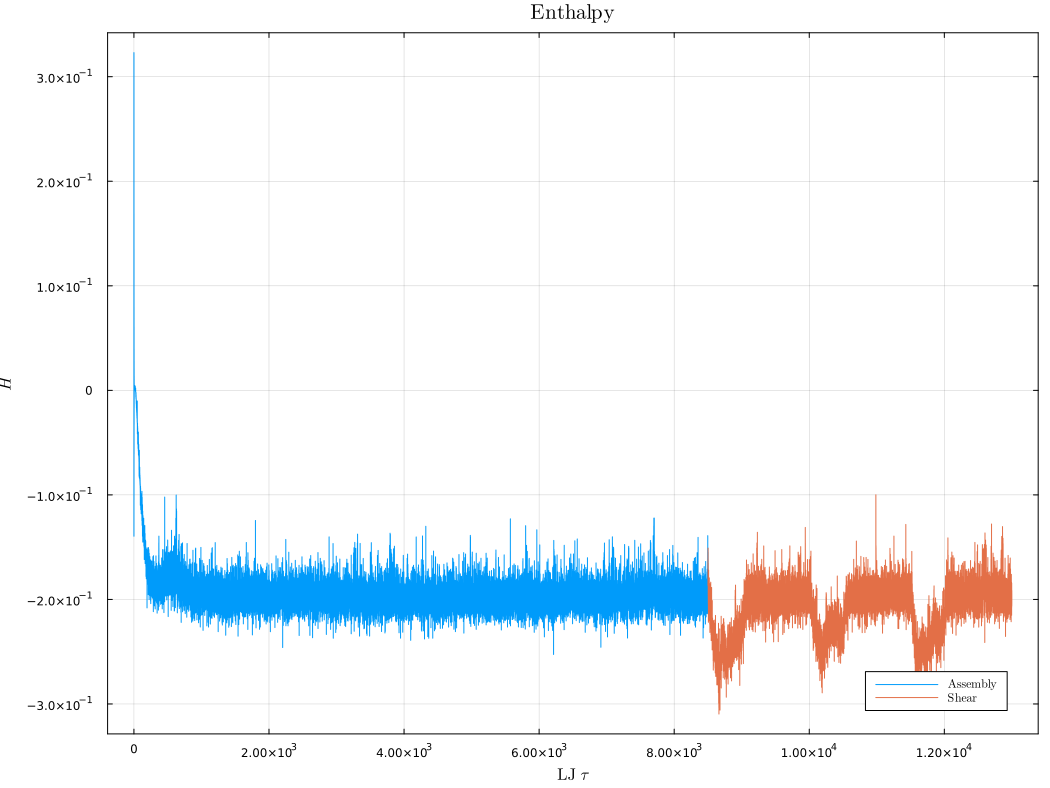 Enthalpy
3.0×10⁻¹
2.0×10⁻¹
1.0×10⁻¹
0
−1.0×10⁻¹
−2.0×10⁻¹
−3.0×10⁻¹
H
Assembly
Shear
0 2.00×10³ 4.00×10³ 6.00×10³ 8.00×10³ 1.00×10⁴ 1.20×10⁴
LJ τ